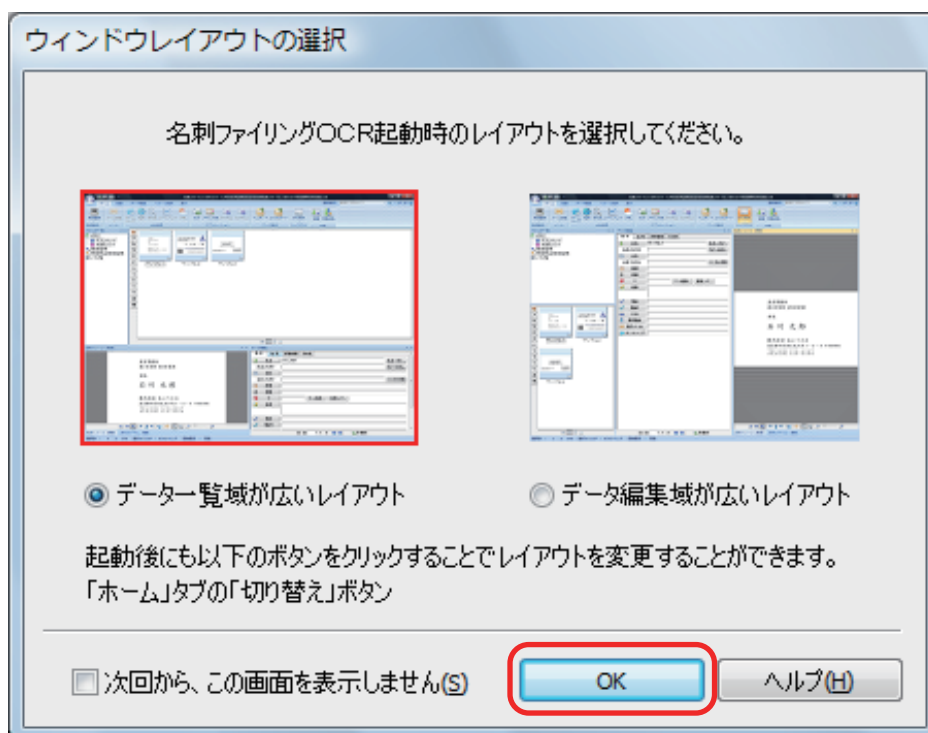 ウィンドウレイアウトの選択
名刺ファイリングOCR起動時のレイアウトを選択してください。
データ一覧域が広いレイアウト
データ編集域が広いレイアウト
起動後にも以下のボタンをクリックすることでレイアウトを変更することができます。
「ホーム」タブの「切り替え」ボタン
次回から、この画面を表示しません(S)
OK
ヘルプ(H)